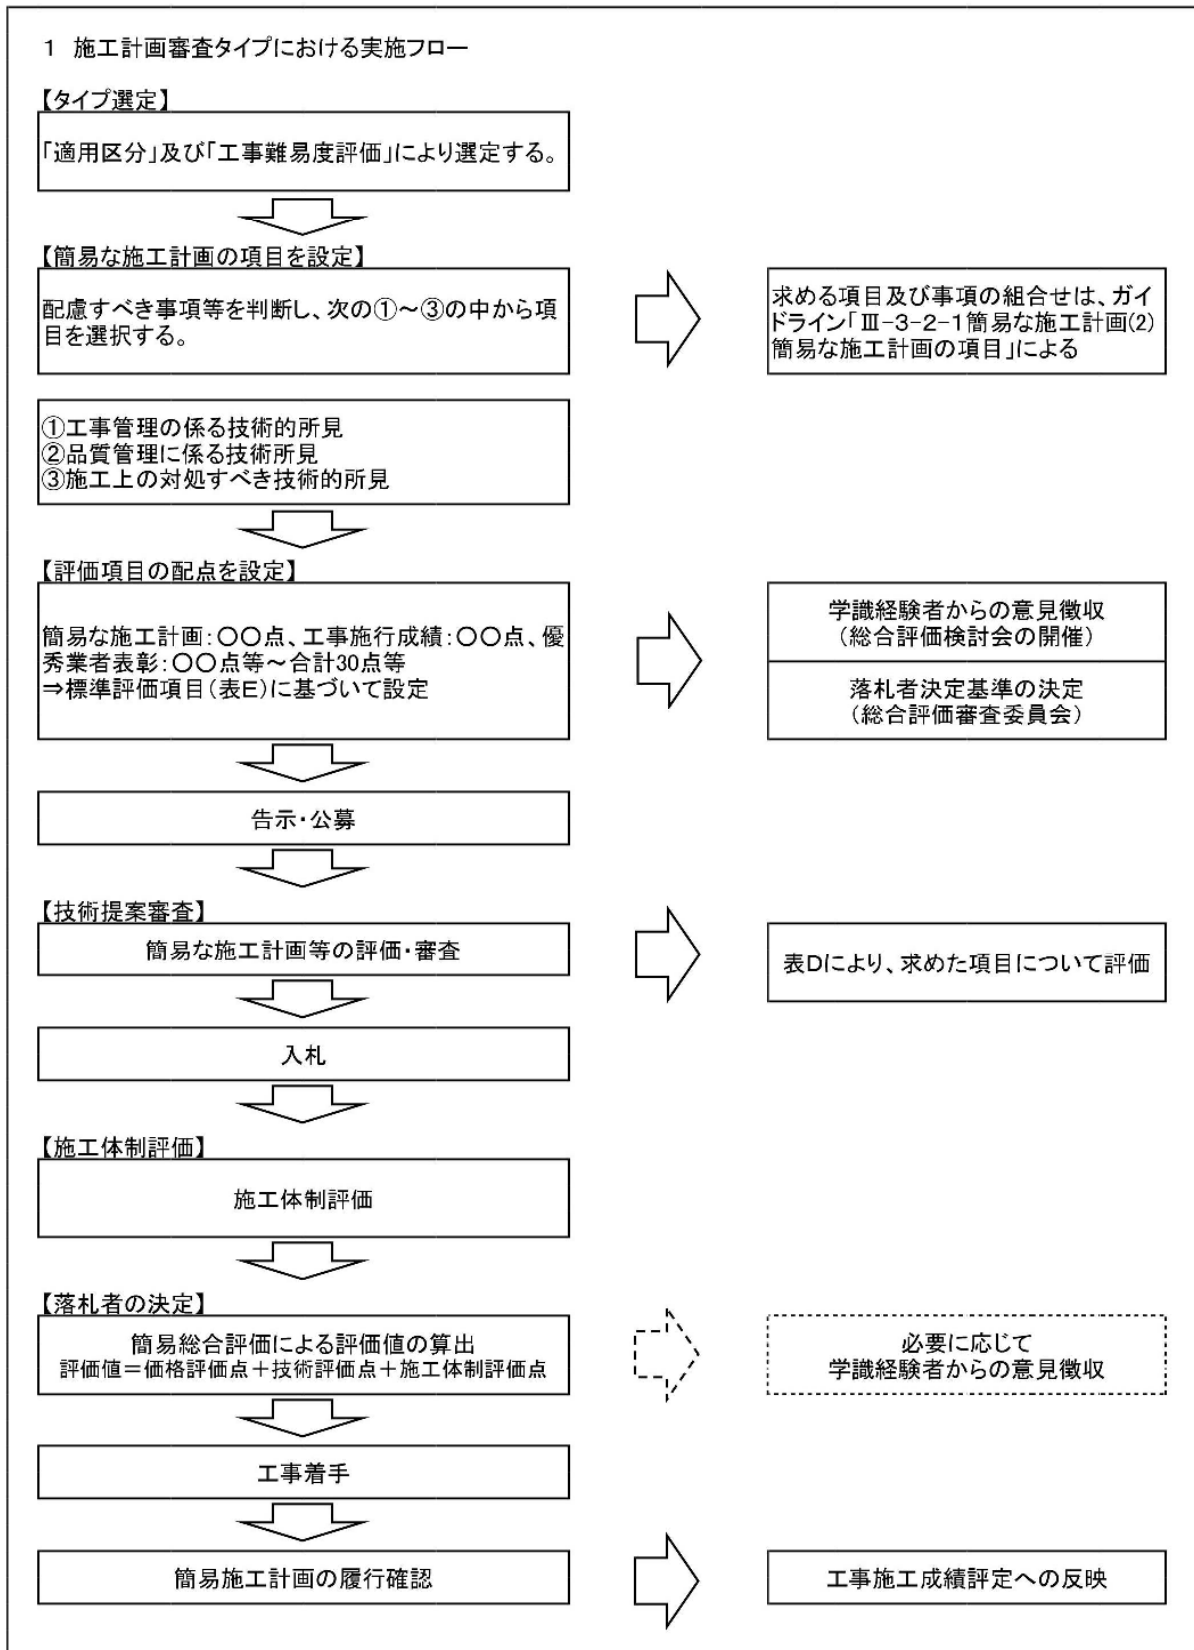 1 施工計画審査タイプにおける実施フロー
【タイプ選定】
「適用区分」及び「工事難易度評価」により選定する。
【簡易な施工計画の項目を設定】
配慮すべき事項等を判断し、次の①～③の中から項
目を選択する。
求める項目及び事項の組合せは、ガイ
ドライン「Ⅲ-3-2-1簡易な施工計画(2)
簡易な施工計画の項目」による
①工事管理の係る技術的所見
②品質管理に係る技術所見
③施工上の対処すべき技術的所見
【評価項目の配点を設定】
簡易な施工計画:〇〇点、工事施行成績:〇〇点、優
秀業者表彰:〇〇点等～合計30点等
⇒標準評価項目(表E)に基づいて設定
学識経験者からの意見徴収
(総合評価検討会の開催)
落札者決定基準の決定
(総合評価審査委員会)
告示・公募
【技術提案審査】
簡易な施工計画等の評価・審査
表Dにより、求めた項目について評価
入札
【施工体制評価】
施工体制評価
【落札者の決定】
簡易総合評価による評価値の算出
評価値=価格評価点+技術評価点+施工体制評価点
必要に応じて
学識経験者からの意見徴収
工事着手
簡易施工計画の履行確認
工事施工成績評定への反映